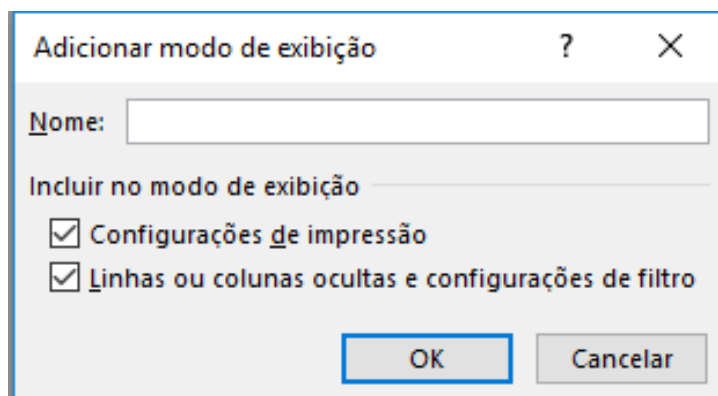 Adicionar modo de exibição ? ×
Nome:
Incluir no modo de exibição
Configurações de impressão
Linhas ou colunas ocultas e configurações de filtro
OK Cancelar